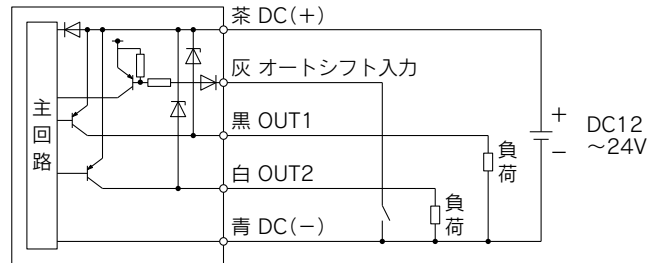 茶 DC(+)
灰 オートシフト入力
主回路
黒 OUT1
+
DC12
～24V
−
負荷
白 OUT2
負荷
青 DC(−)